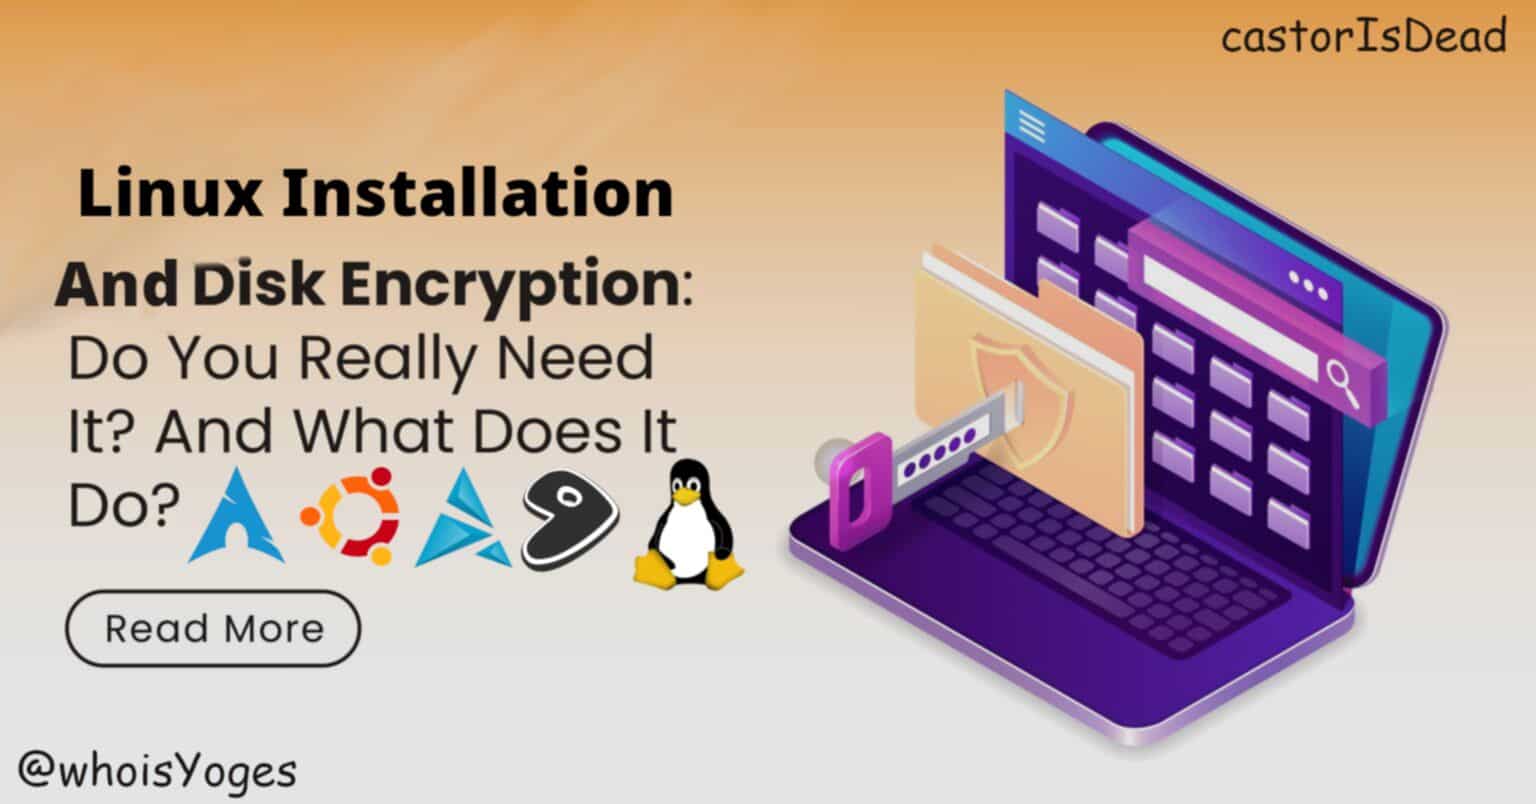 castorIsDead
Linux Installation
And Disk Encryption:
Do You Really Need
It? And What Does It
Do?
Read More
@whoisYoges